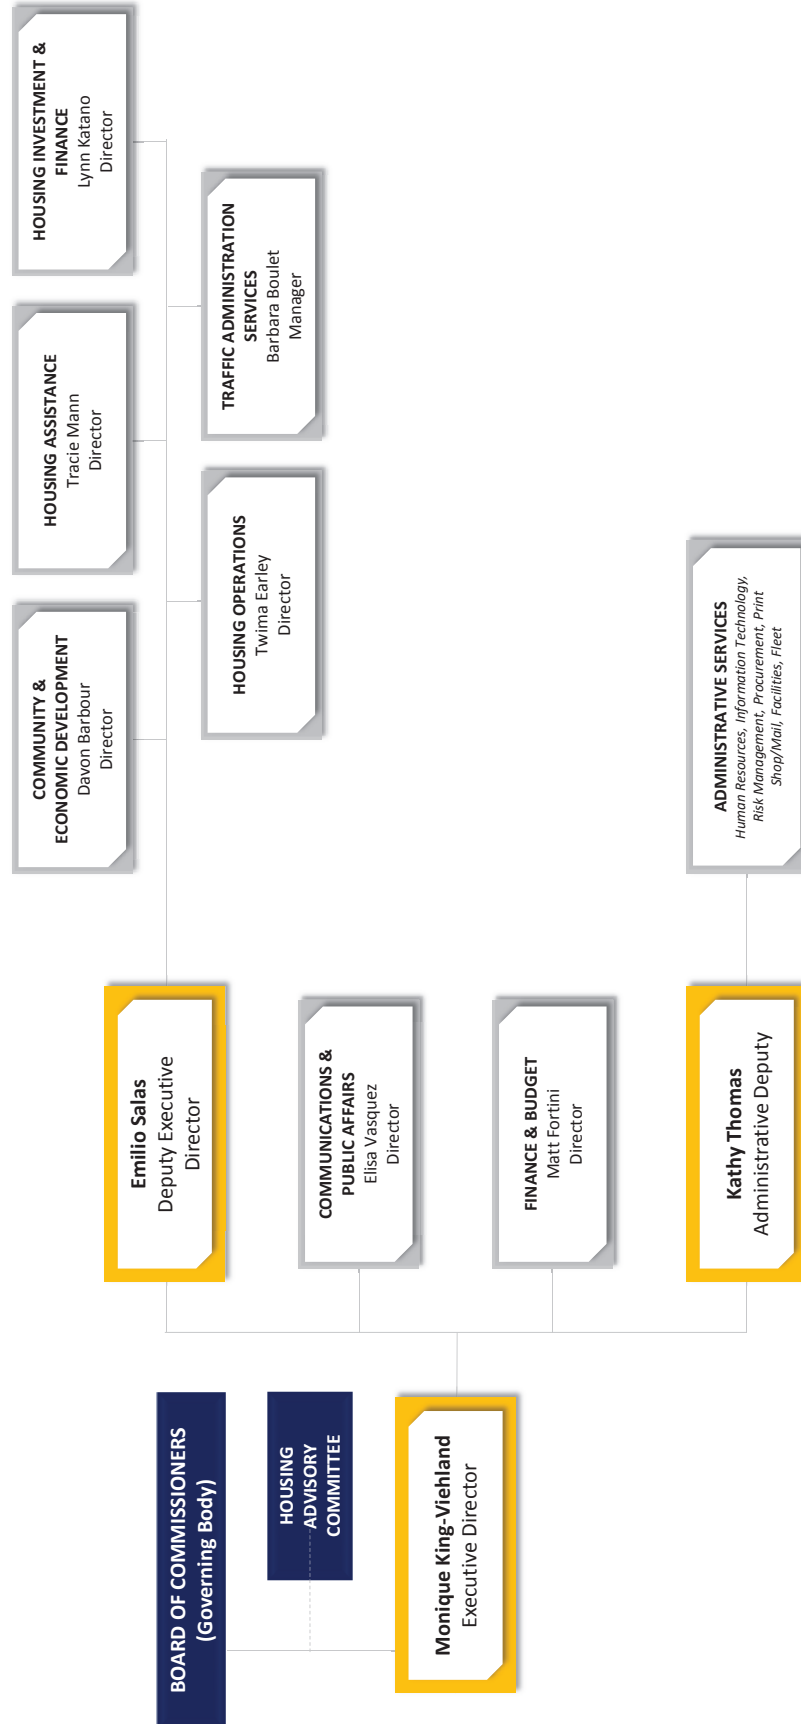 BOARD OF COMMISSIONERS
(Governing Body)
HOUSING
ADVISORY
COMMITTEE
Monique King-Viehland
Executive Director
Emilio Salas
Deputy Executive
Director
COMMUNICATIONS &
PUBLIC AFFAIRS
Elisa Vasquez
Director
FINANCE & BUDGET
Matt Fortini
Director
Kathy Thomas
Administrative Deputy
COMMUNITY &
ECONOMIC DEVELOPMENT
Davon Barbour
Director
HOUSING ASSISTANCE
Tracie Mann
Director
HOUSING INVESTMENT &
FINANCE
Lynn Katano
Director
HOUSING OPERATIONS
Twima Earley
Director
TRAFFIC ADMINISTRATION
SERVICES
Barbara Boulet
Manager
ADMINISTRATIVE SERVICES
Human Resources, Information Technology,
Risk Management, Procurement, Print
Shop/Mail, Facilities, Fleet